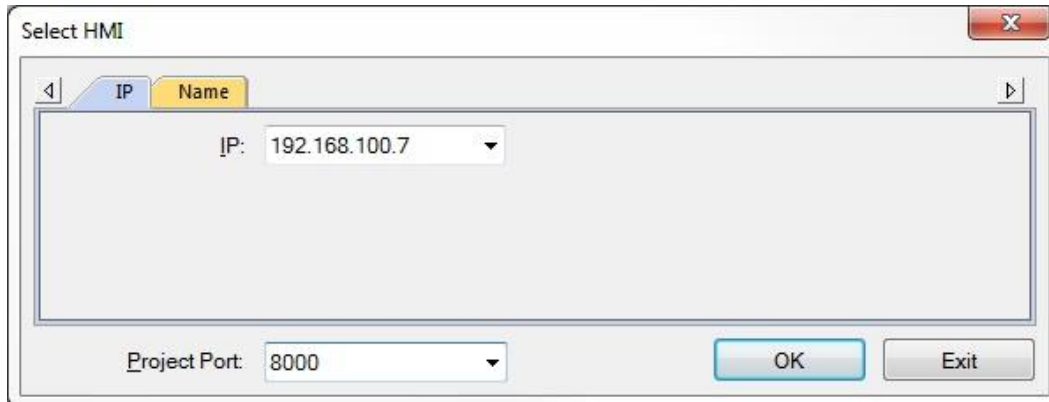 Select HMI
IP Name
IP: 192.168.100.7
Project Port: 8000 OK Exit